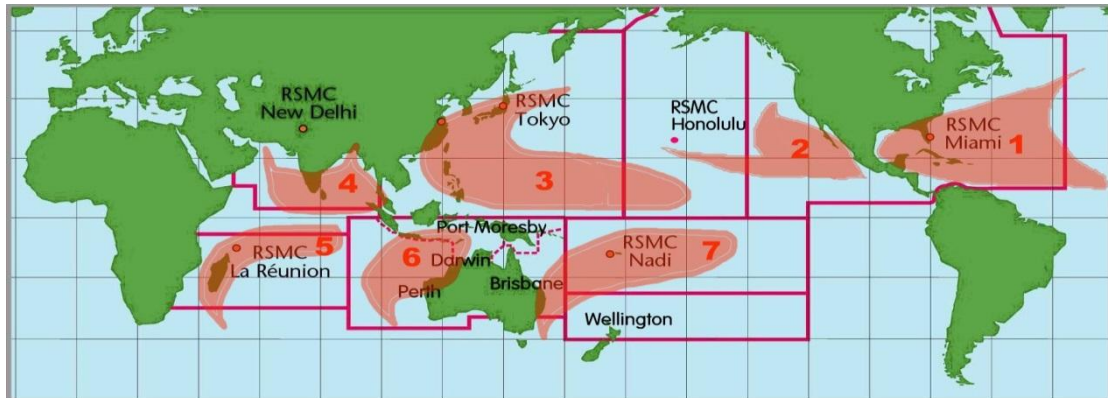 RSMC
New Delhi
RSMC
Tokyo
RSMC
Honolulu
RSMC
Miami
1
2
3
4
5
RSMC
La Réunion
6
Port Moresby
Darwin
Perth
Brisbane
RSMC
Nadi
7
Wellington